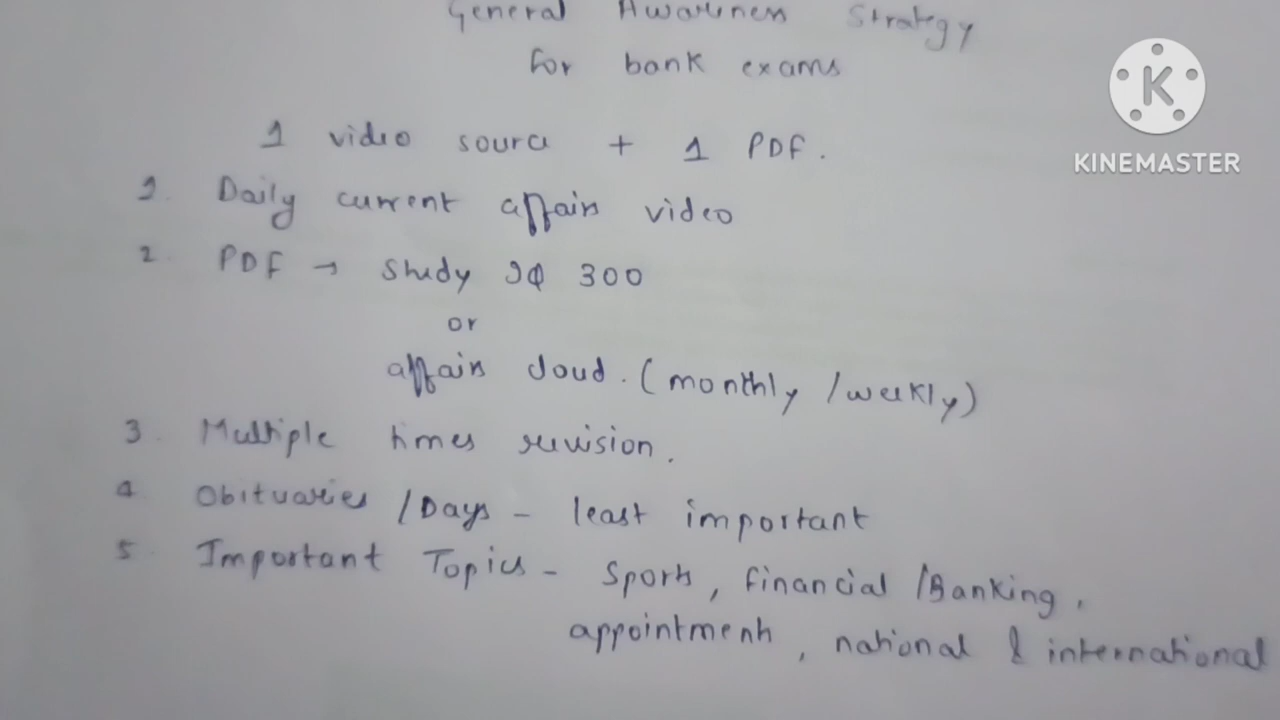 General Awareness Strategy
for bank exams
K
KINEMASTER
1 video source + 1 PDF.
1. Daily current affairs video
2. PDF → Study IQ 300
or
affairs cloud. (monthly / weekly)
3. Multiple times revision.
4 Obituaries / Days - least important
5. Important Topics - Sports, financial / Banking,
appointments, national & international